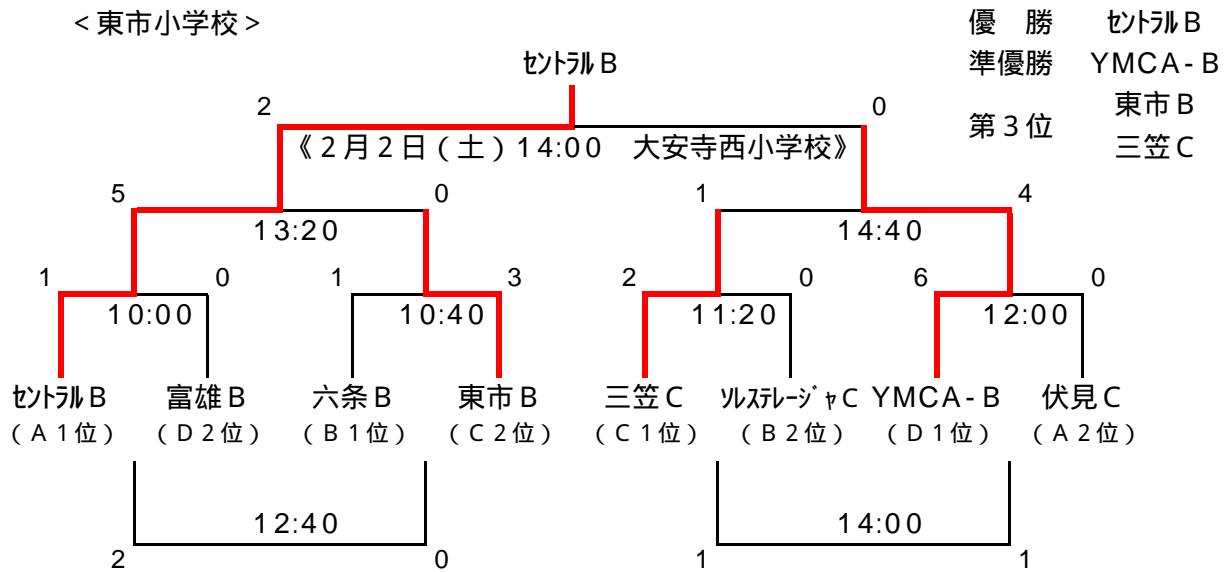 ＜東市小学校＞
優　勝　ｾﾝﾄﾗﾙB
ｾﾝﾄﾗﾙB
準優勝　YMCA-B
第３位　東市B
三笠C
2　0
《２月２日（土）14:00　大安寺西小学校》
5　0　1　4
13:20　14:40
1　0　1　3　2　0　6　0
10:00　10:40　11:20　12:00
ｾﾝﾄﾗﾙB　富雄B　六条B　東市B　三笠C　ｿﾙｽﾃﾚｰｼﾞｬC　YMCA-B　伏見C
（A１位）　（D２位）　（B１位）　（C２位）　（C１位）　（B２位）　（D１位）　（A２位）
12:40　14:00
2　0　1　1